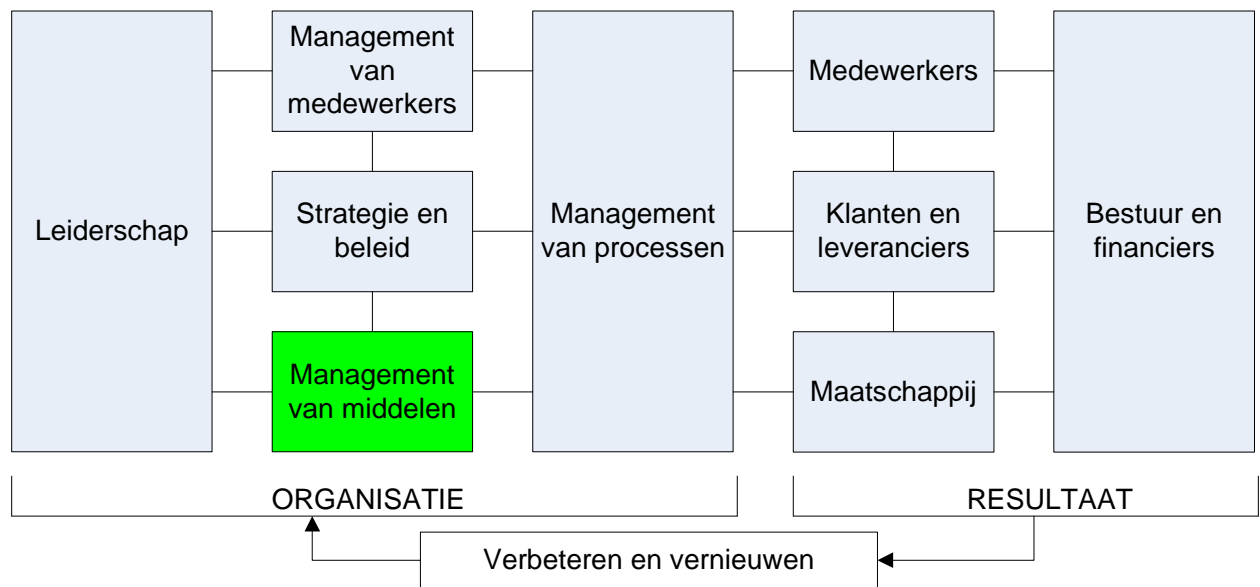 Leiderschap
Management
van
medewerkers
Strategie en
beleid
Management
van middelen
Management
van processen
Medewerkers
Klanten en
leveranciers
Maatschappij
Bestuur en
financiers
ORGANISATIE
RESULTAAT
Verbeteren en vernieuwen